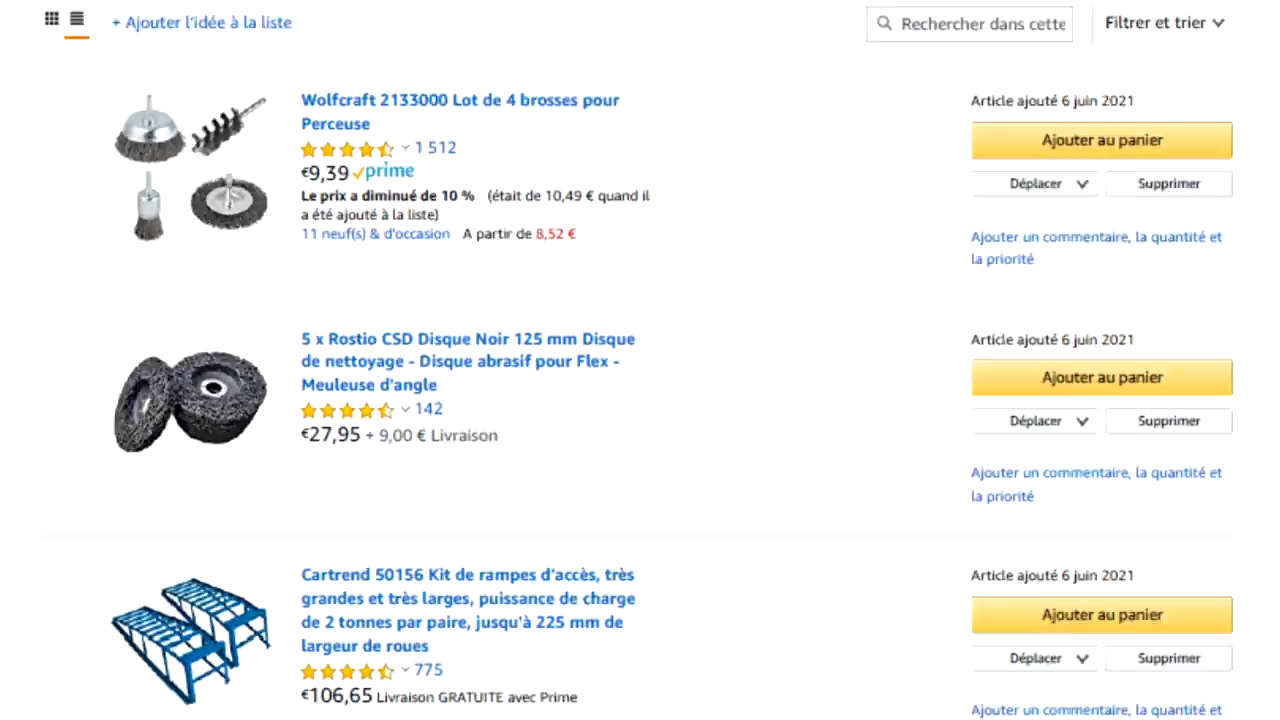 + Ajouter l'idée à la liste
Rechercher dans cette
Filtrer et trier
Wolfcraft 2133000 Lot de 4 brosses pour
Perceuse
1 512
€9,39 prime
Le prix a diminué de 10 % (était de 10,49 € quand il
a été ajouté à la liste)
11 neuf(s) & d'occasion A partir de 8,52 €
Article ajouté 6 juin 2021
Ajouter au panier
Déplacer
Supprimer
Ajouter un commentaire, la quantité et
la priorité
5 x Rostio CSD Disque Noir 125 mm Disque
de nettoyage - Disque abrasif pour Flex -
Meuleuse d'angle
142
€27,95 + 9,00 € Livraison
Article ajouté 6 juin 2021
Ajouter au panier
Déplacer
Supprimer
Ajouter un commentaire, la quantité et
la priorité
Cartrend 50156 Kit de rampes d'accès, très
grandes et très larges, puissance de charge
de 2 tonnes par paire, jusqu'à 225 mm de
largeur de roues
775
€106,65 Livraison GRATUITE avec Prime
Article ajouté 6 juin 2021
Ajouter au panier
Déplacer
Supprimer
Ajouter un commentaire, la quantité et